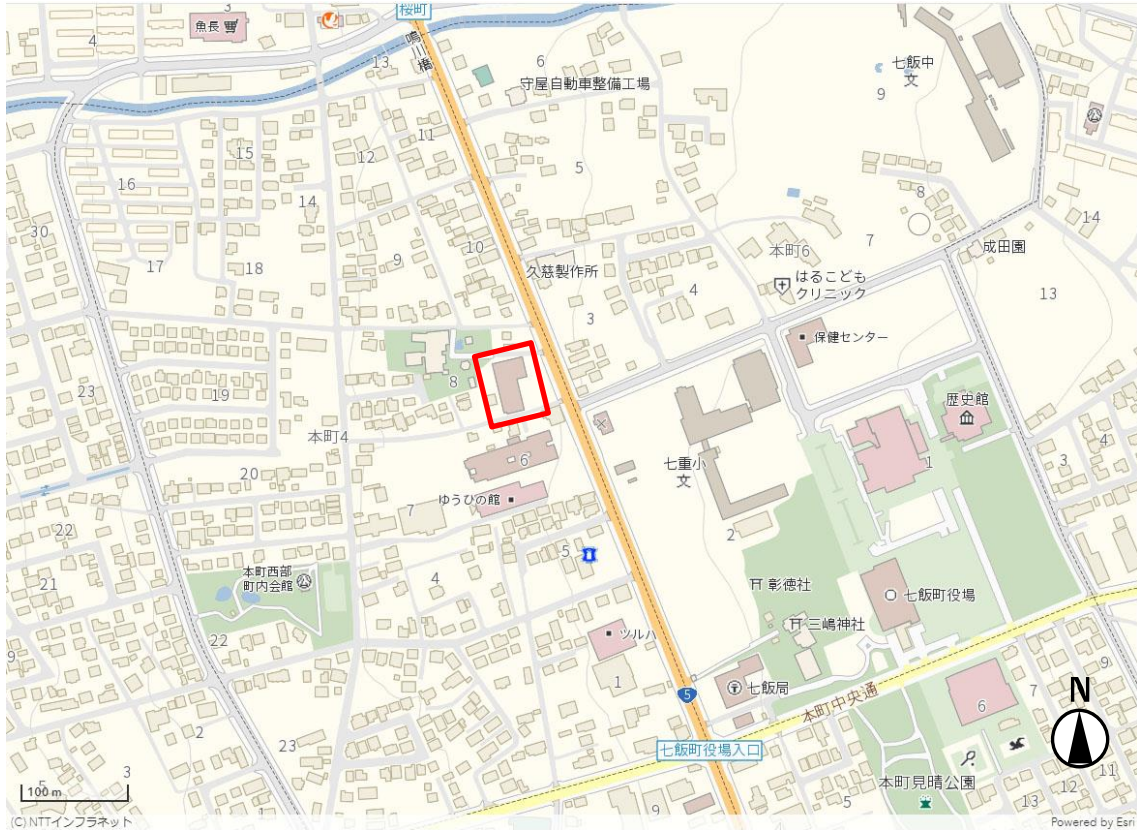 桜町
3
魚長
4
鳴川橋
13
6
守屋自動車整備工場
七飯中
文
9
11
15
12
5
16
14
8
30
14
10
7
本町6
成田園
9
17
18
久慈製作所
はるこども
クリニック
4
13
3
保健センター
23
8
19
歴史館
本町4
1
4
七重小
文
3
20
6
ゆうひの館
7
22
2
5
本町西部
町内会館
4
21
彰徳社
七飯町役場
22
三嶋神社
ツルハ
9
9
1
七飯局
7
5
本町中央通
6
N
2
23
七飯町役場入口
5
3
本町見晴公園
11
12
100 m
9
5
13
(C) NTTインフラネット
Powered by Esri